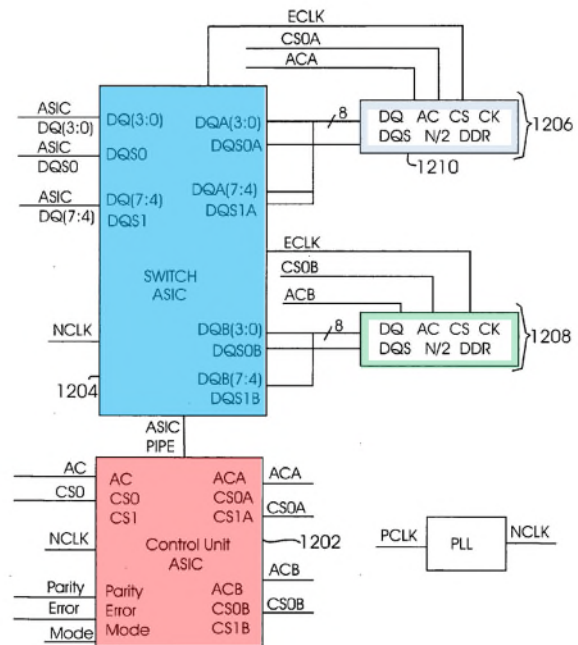 ECLK
CS0A
ACA
ASIC
DQ(3:0)
DQ(3:0)
DQA(3:0)
8
DQ AC CS CK
DQS N/2 DDR
1206
1210
ASIC
DQS0
DQS0
DQS0A
ASIC
DQ(7:4)
DQ(7:4)
DQS1
DQA(7:4)
DQS1A
SWITCH
ASIC
ECLK
CS0B
ACB
NCLK
DQB(3:0)
DQS0B
8
DQ AC CS CK
DQS N/2 DDR
1208
1204
DQB(7:4)
DQS1B
ASIC
PIPE
AC
CS0
AC
CS0
CS1
ACA
CS0A
CS1A
ACA
CS0A
NCLK
Control Unit
ASIC
1202
PCLK
PLL
NCLK
Parity
Error
Mode
Parity
Error
Mode
ACB
CS0B
CS1B
ACB
CS0B